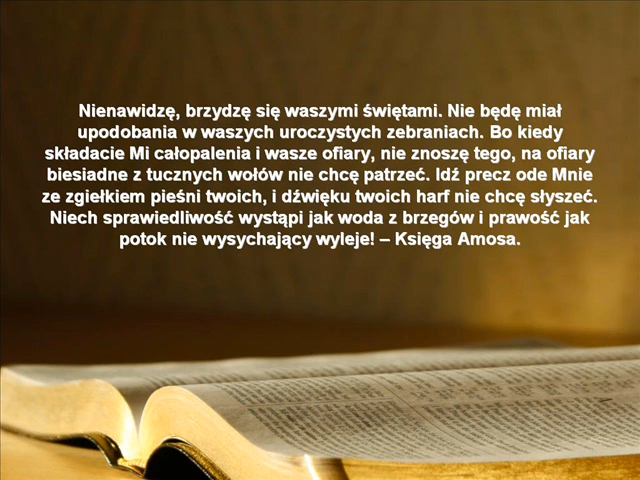 Nienawidzę, brzydzę się waszymi świętami. Nie będę miał
upodobania w waszych uroczystych zebraniach. Bo kiedy
składacie Mi całopalenia i wasze ofiary, nie znoszę tego, na ofiary
biesiadne z tucznych wołów nie chcę patrzeć. Idź precz ode Mnie
ze zgiełkiem pieśni twoich, i dźwięku twoich harf nie chcę słyszeć.
Niech sprawiedliwość wystąpi jak woda z brzegów i prawość jak
potok nie wysychający wyleje! – Księga Amosa.